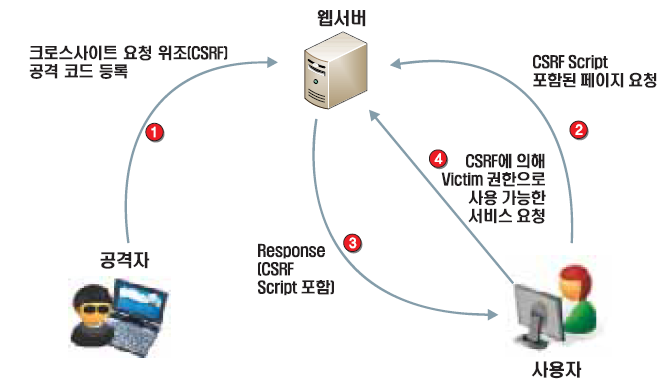 웹서버
크로스사이트 요청 위조(CSRF)
공격 코드 등록
CSRF Script
포함된 페이지 요청
1
2
4
CSRF에 의해
Victim 권한으로
사용 가능한
서비스 요청
3
Response
(CSRF
Script 포함)
공격자
사용자